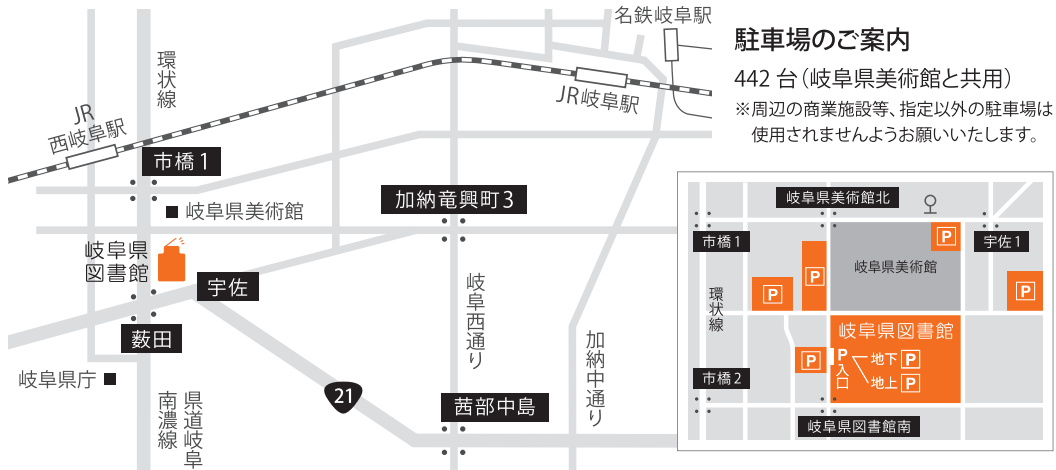 名鉄岐阜駅
環状線
JR
西岐阜駅
JR岐阜駅
市橋1
岐阜県美術館
加納竜興町3
岐阜県
図書館
宇佐
薮田
岐阜西通り
加納中通り
岐阜県庁
21
茜部中島
県道岐阜
南濃線
駐車場のご案内
442台(岐阜県美術館と共用)
※周辺の商業施設等、指定以外の駐車場は
使用されませんようお願いいたします。
岐阜県美術館北
市橋1
P
宇佐1
岐阜県美術館
P
P
P
環状線
岐阜県図書館
P
P
入口
地下 P
地上 P
市橋2
岐阜県図書館南